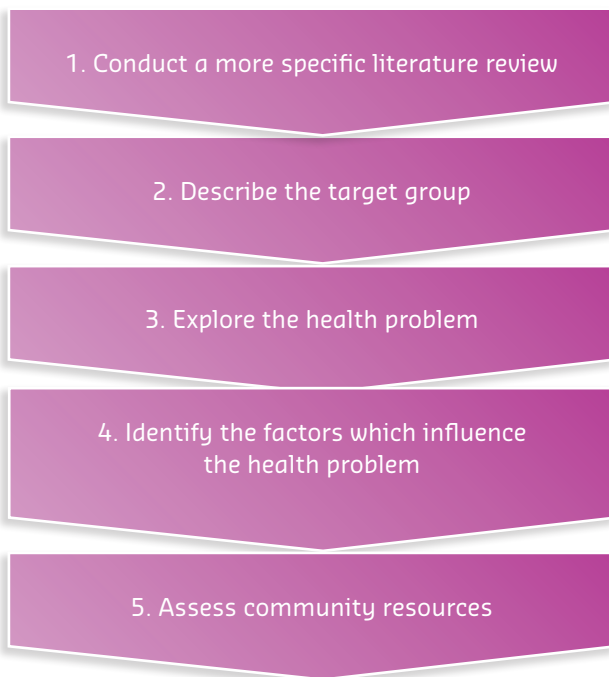 1. Conduct a more specific literature review
2. Describe the target group
3. Explore the health problem
4. Identify the factors which influence
the health problem
5. Assess community resources